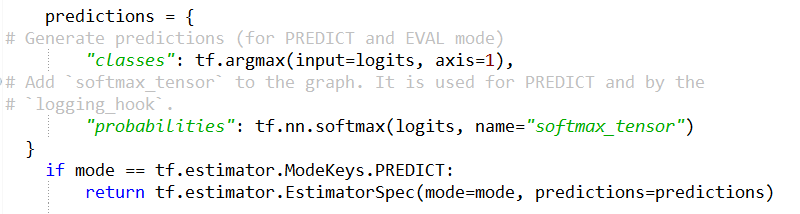 predictions = {
# Generate predictions (for PREDICT and EVAL mode)
"classes": tf.argmax(input=logits, axis=1),
# Add `softmax_tensor` to the graph. It is used for PREDICT and by the
# `logging_hook`.
"probabilities": tf.nn.softmax(logits, name="softmax_tensor")
}
if mode == tf.estimator.ModeKeys.PREDICT:
return tf.estimator.EstimatorSpec(mode=mode, predictions=predictions)